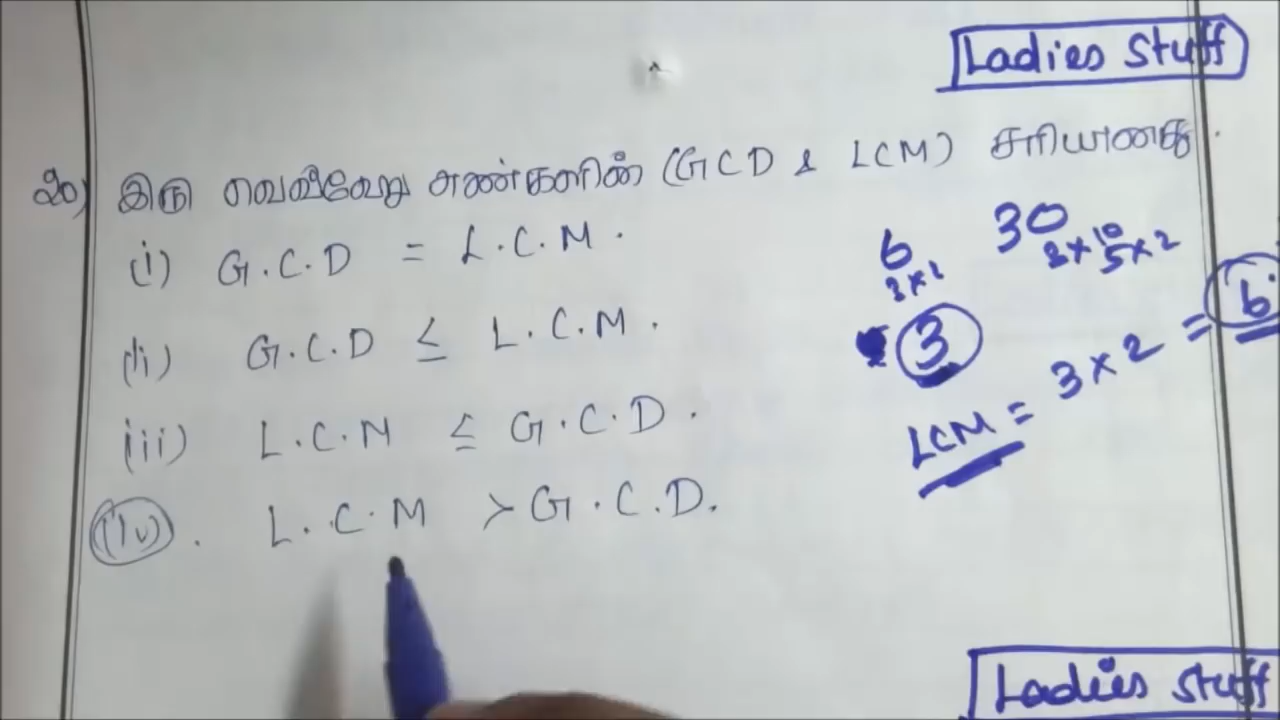 Ladies Stuff
20) இரு வெவ்வேறு எண்களின் (GCD & LCM) சரியானது.
(i) G.C.D = L.C.M.
(ii) G.C.D ≤ L.C.M.
(iii) L.C.M ≤ G.C.D.
(iv). L.C.M > G.C.D.
6 30
3×2 3×10
5×2
3
LCM = 3×2 = 6
Ladies Stuff